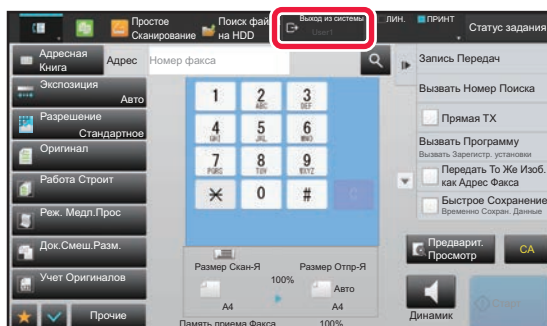 Простое
Сканирование
Поиск фай
на HDD
Выход из системы
User1
ЛИН.
ПРИНТ
Статус задания
Адресная
Книга
Адрес
Номер факса
Запись Передач
Экспозиция
Авто
1
2
ABC
3
DEF
Вызвать Номер Поиска
Разрешение
Стандартное
4
GHI
5
JKL
6
MNO
Прямая TX
Оригинал
7
PQRS
8
TUV
9
WXYZ
Вызвать Программу
Вызвать Зарегистр. установки
Работа Строит
0
#
C
Передать То Же Изоб.
как Адрес Факса
Реж. Медл.Прос
Быстрое Сохранение
Временно Сохран. Данные
Док.Смеш.Разм.
Размер Скан-Я
Размер Отпр-Я
Предварит.
Просмотр
CA
Учет Оригиналов
100%
Авто
A4
A4
Прочие
Память приема Факса
100%
Динамик
Старт